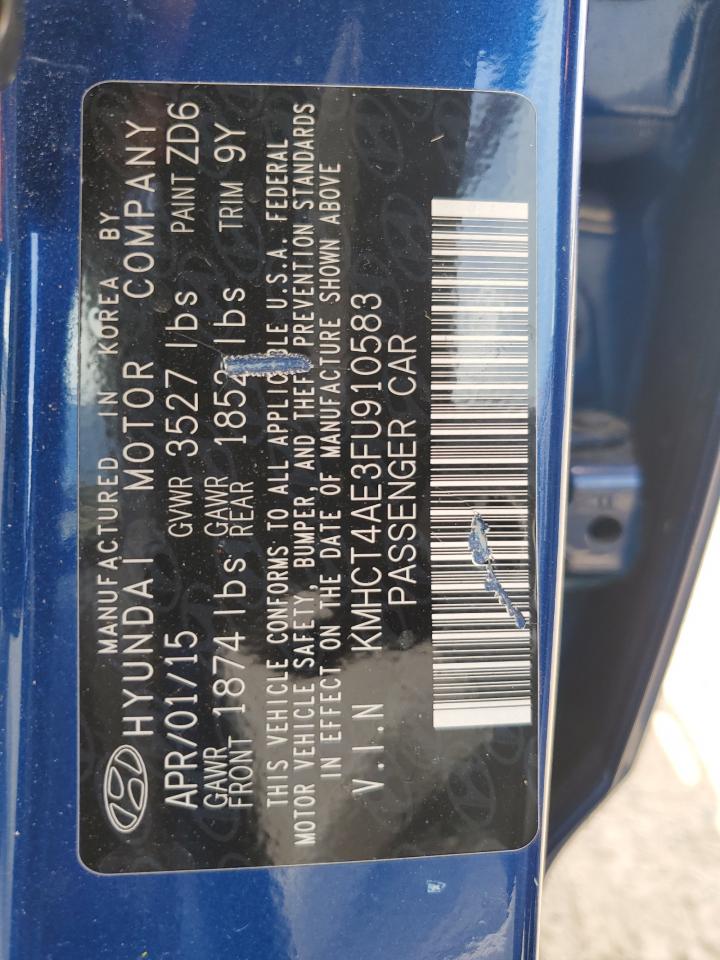 MANUFACTURED IN KOREA BY
HYUNDAI MOTOR COMPANY
APR/01/15 GVWR 3527 lbs PAINT ZD6
GAWR FRONT 1874 lbs GAWR REAR 1852 lbs TRIM 9Y
THIS VEHICLE CONFORMS TO ALL APPLICABLE U.S.A. FEDERAL
MOTOR VEHICLE SAFETY, BUMPER, AND THEFT PREVENTION STANDARDS
IN EFFECT ON THE DATE OF MANUFACTURE SHOWN ABOVE
V.I.N KMHCT4AE3FU910583
PASSENGER CAR